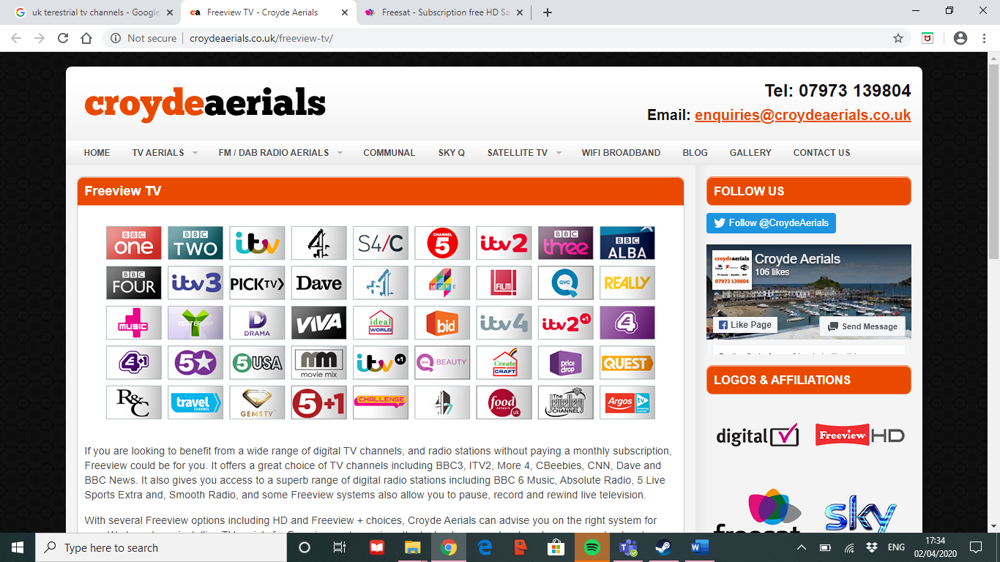 uk terestrial tv channels - Google
Freeview TV - Croyde Aerials
Freesat - Subscription free HD Sa
Not secure
croydeaerials.co.uk/freeview-tv/
croydeaerials
Tel: 07973 139804
Email: enquiries@croydeaerials.co.uk
HOME TV AERIALS FM / DAB RADIO AERIALS COMMUNAL SKY Q SATELLITE TV WIFI BROADBAND BLOG GALLERY CONTACT US
Freeview TV
BBC one BBC TWO itv 4 S4/C CHANNEL 5 itv2 BBC three BBC ALBA
BBC FOUR itv3 PICK TV Dave 4 MORE 4 FILM4 QVC REALLY
4 MUSIC YESTERDAY DRAMA VIVA ideal WORLD bid itv4 itv2+1 E4
E4+1 5★ 5USA movie mix itv+1 QVC BEAUTY Create AND CRAFT price drop QUEST
R&C travel CHANNEL GEMSTV 5+1 CHALLENGE 47 food network uk The Jewellery CHANNEL Argos tv
If you are looking to benefit from a wide range of digital TV channels, and radio stations without paying a monthly subscription,
Freeview could be for you. It offers a great choice of TV channels including BBC3, ITV2, More 4, CBeebies, CNN, Dave and
BBC News. It also gives you access to a superb range of digital radio stations including BBC 6 Music, Absolute Radio, 5 Live
Sports Extra and, Smooth Radio, and some Freeview systems also allow you to pause, record and rewind live television.
With several Freeview options including HD and Freeview + choices, Croyde Aerials can advise you on the right system for
FOLLOW US
Follow @CroydeAerials
croydeaerials
07973 139804
Croyde Aerials
106 likes
Like Page
Send Message
LOGOS & AFFILIATIONS
digital
Freeview HD
freesat
sky
Type here to search
ENG
17:34
02/04/2020